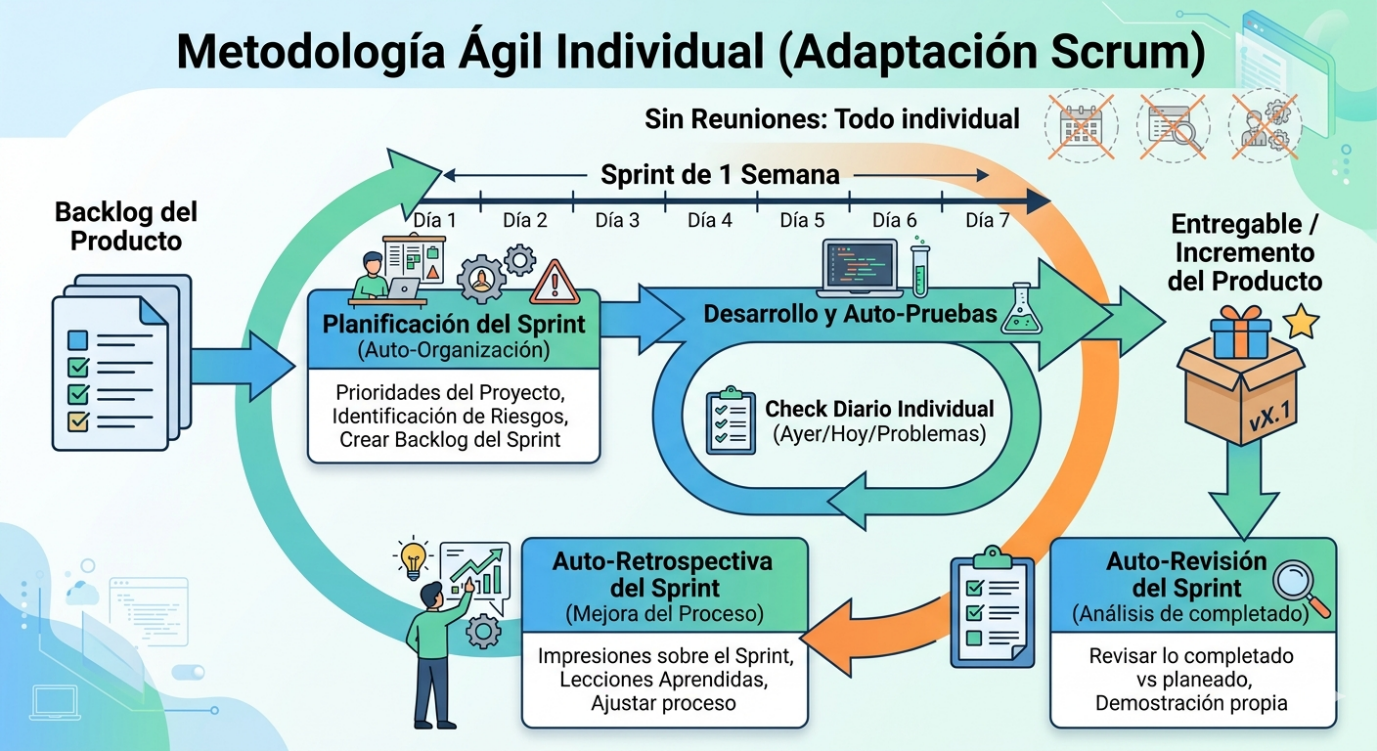 Metodología Ágil Individual (Adaptación Scrum)
Sin Reuniones: Todo individual
Sprint de 1 Semana
Día 1
Día 2
Día 3
Día 4
Día 5
Día 6
Día 7
Backlog del
Producto
Planificación del Sprint
(Auto-Organización)
Prioridades del Proyecto,
Identificación de Riesgos,
Crear Backlog del Sprint
Desarrollo y Auto-Pruebas
Check Diario Individual
(Ayer/Hoy/Problemas)
Entregable /
Incremento
del Producto
vX.1
Auto-Retrospectiva
del Sprint
(Mejora del Proceso)
Impresiones sobre el Sprint,
Lecciones Aprendidas,
Ajustar proceso
Auto-Revisión
del Sprint
(Análisis de completado)
Revisar lo completado
vs planeado,
Demostración propia